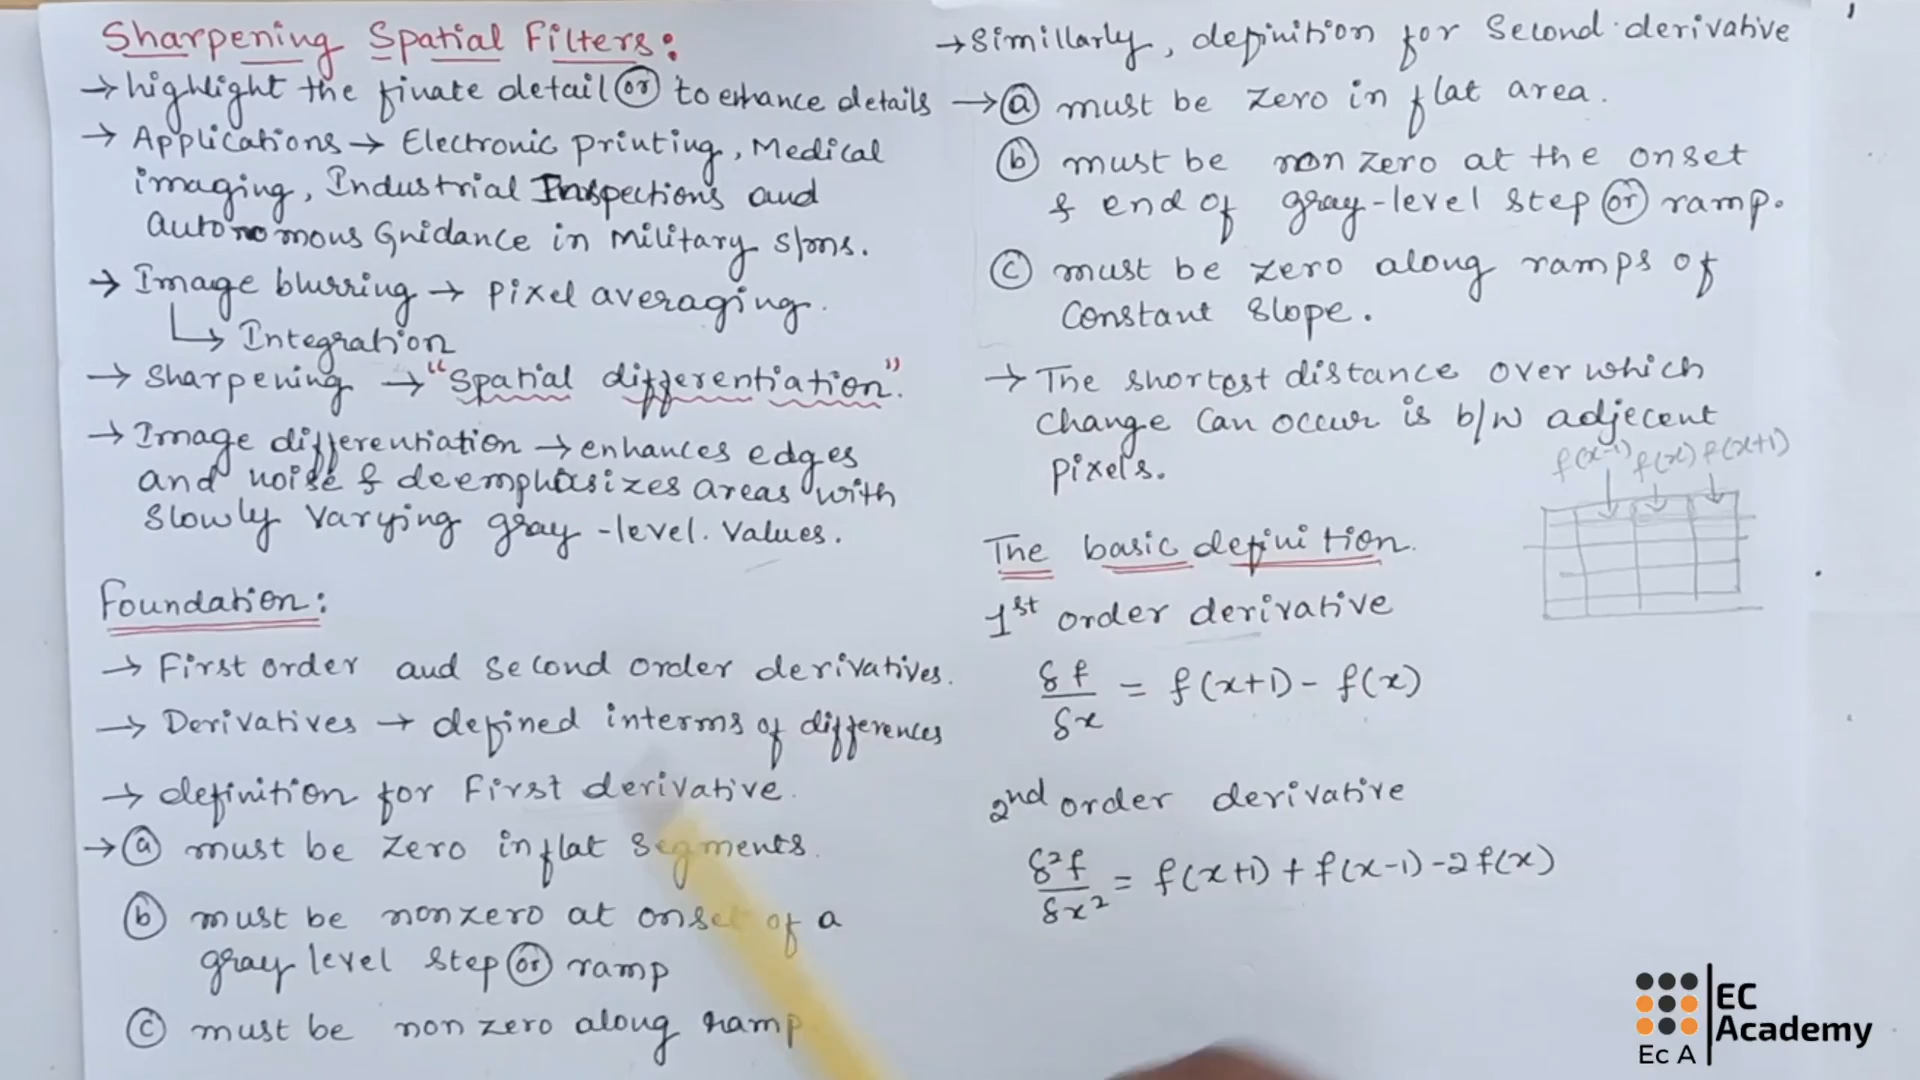 Sharpening Spatial Filters:
→ highlight the finate detail (or) to enhance details
→ Applications → Electronic printing, Medical
imaging, Industrial Inspections and
Autonomous Guidance in military s/ms.
→ Image blurring → pixel averaging.
↳ Integration
→ Sharpening → "Spatial differentiation".
→ Image differentiation → enhances edges
and noise & deemphasizes areas with
slowly varying gray-level. values.
Foundation:
→ First order and second order derivatives.
→ Derivatives → defined interms of differences
→ definition for First derivative.
→ (a) must be zero in flat segments.
(b) must be nonzero at onset of a
gray level step (or) ramp
(c) must be non zero along ramp
→ Simillarly, definition for Second derivative
→ (a) must be zero in flat area.
(b) must be non zero at the onset
& end of gray-level step (or) ramp.
(c) must be zero along ramps of
Constant slope.
→ The shortest distance over which
change can occur is b/w adjecent
pixels.
f(x-1) f(x) f(x+1)
The basic definition.
1st order derivative
δf/δx = f(x+1) - f(x)
2nd order derivative
δ²f/δx² = f(x+1) + f(x-1) - 2f(x)
EC
Academy
Ec A